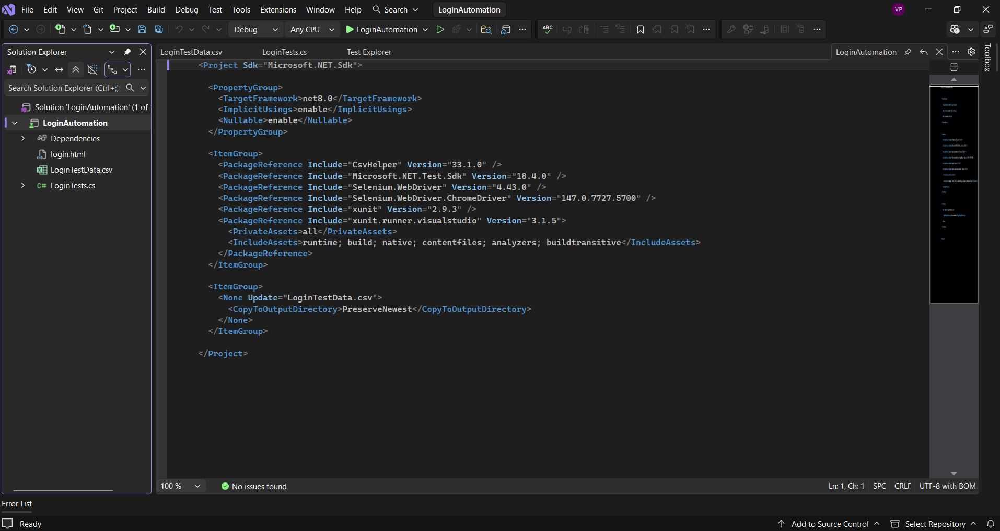 File Edit View Git Project Build Debug Test Tools Extensions Window Help Search LoginAutomation VP
Debug Any CPU LoginAutomation ABC
Solution Explorer
Search Solution Explorer (Ctrl+;)
Solution 'LoginAutomation' (1 of
LoginAutomation
Dependencies
login.html
LoginTestData.csv
C# LoginTests.cs
LoginTestData.csv LoginTests.cs Test Explorer LoginAutomation
<Project Sdk="Microsoft.NET.Sdk">
<PropertyGroup>
<TargetFramework>net8.0</TargetFramework>
<ImplicitUsings>enable</ImplicitUsings>
<Nullable>enable</Nullable>
</PropertyGroup>
<ItemGroup>
<PackageReference Include="CsvHelper" Version="33.1.0" />
<PackageReference Include="Microsoft.NET.Test.Sdk" Version="18.4.0" />
<PackageReference Include="Selenium.WebDriver" Version="4.43.0" />
<PackageReference Include="Selenium.WebDriver.ChromeDriver" Version="147.0.7727.5700" />
<PackageReference Include="xunit" Version="2.9.3" />
<PackageReference Include="xunit.runner.visualstudio" Version="3.1.5">
<PrivateAssets>all</PrivateAssets>
<IncludeAssets>runtime; build; native; contentfiles; analyzers; buildtransitive</IncludeAssets>
</PackageReference>
</ItemGroup>
<ItemGroup>
<None Update="LoginTestData.csv">
<CopyToOutputDirectory>PreserveNewest</CopyToOutputDirectory>
</None>
</ItemGroup>
</Project>
Toolbox
100 % No issues found Ln: 1, Ch: 1 SPC CRLF UTF-8 with BOM
Error List
Ready Add to Source Control Select Repository